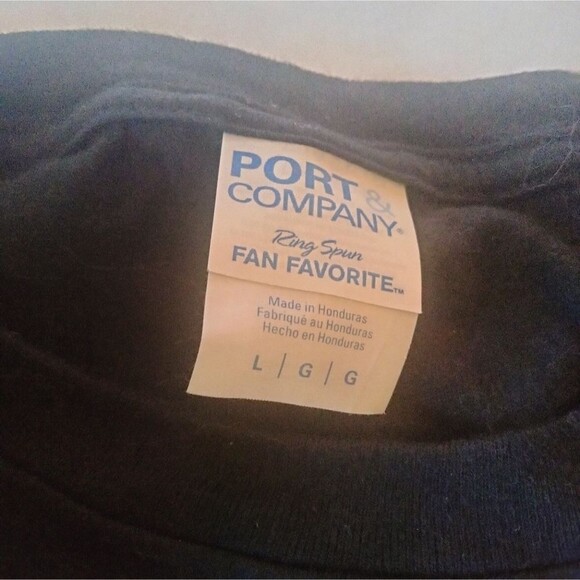 PORT &
COMPANY®
Ring Spun
FAN FAVORITE™
Made in Honduras
Fabriqué au Honduras
Hecho en Honduras
L | G | G